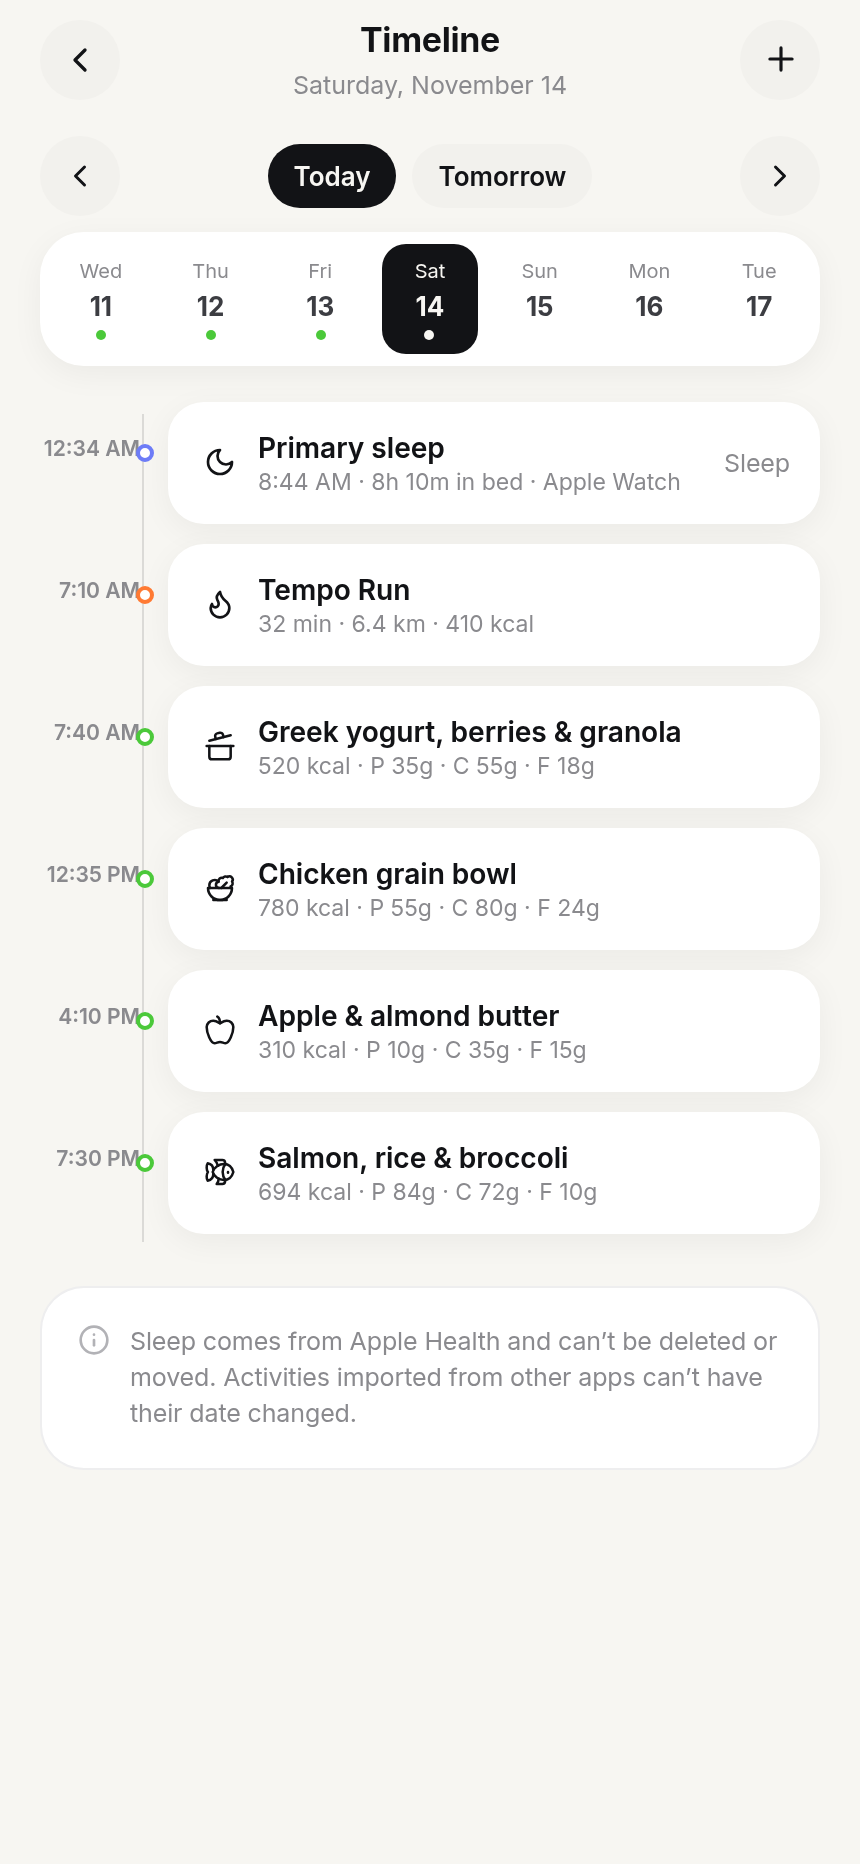 Timeline
Saturday, November 14
Today
Tomorrow
Wed Thu Fri Sat Sun Mon Tue
11 12 13 14 15 16 17
12:34 AM
Primary sleep
8:44 AM · 8h 10m in bed · Apple Watch
Sleep
7:10 AM
Tempo Run
32 min · 6.4 km · 410 kcal
7:40 AM
Greek yogurt, berries & granola
520 kcal · P 35g · C 55g · F 18g
12:35 PM
Chicken grain bowl
780 kcal · P 55g · C 80g · F 24g
4:10 PM
Apple & almond butter
310 kcal · P 10g · C 35g · F 15g
7:30 PM
Salmon, rice & broccoli
694 kcal · P 84g · C 72g · F 10g
Sleep comes from Apple Health and can’t be deleted or
moved. Activities imported from other apps can’t have
their date changed.